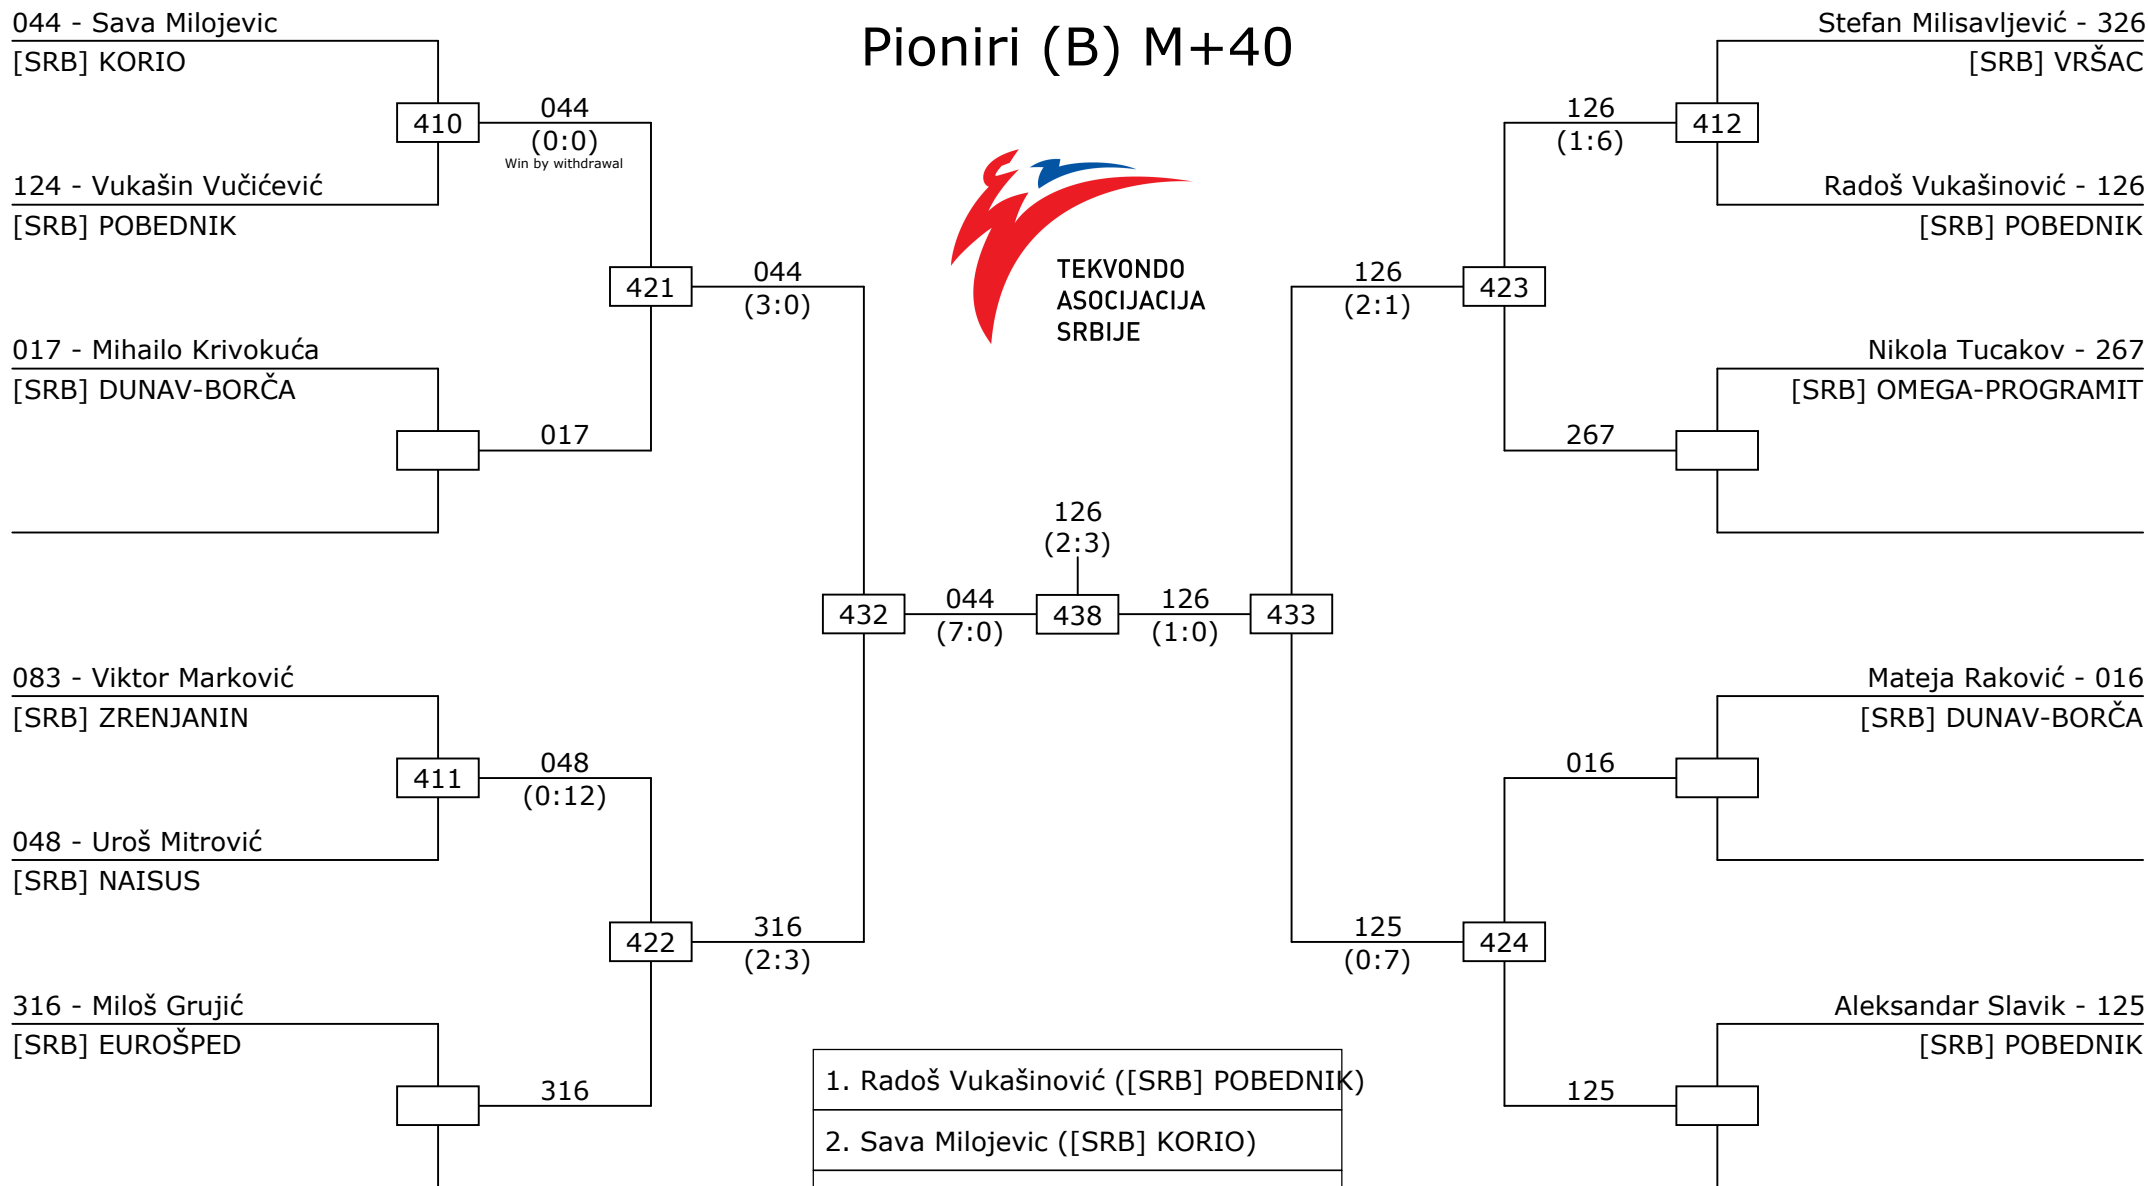 Pioniri (B) M+40
044 - Sava Milojevic
[SRB] KORIO
410
044
(0:0)
Win by withdrawal
124 - Vukašin Vučićević
[SRB] POBEDNIK
421
044
(3:0)
017 - Mihailo Krivokuća
[SRB] DUNAV-BORČA
017
083 - Viktor Marković
[SRB] ZRENJANIN
411
048
(0:12)
048 - Uroš Mitrović
[SRB] NAISUS
422
316
(2:3)
316 - Miloš Grujić
[SRB] EUROŠPED
316
432
044
(7:0)
126
(2:3)
438
126
(1:0)
433
TEKVONDO
ASOCIJACIJA
SRBIJE
Stefan Milisavljević - 326
[SRB] VRŠAC
126
(1:6)
412
Radoš Vukašinović - 126
[SRB] POBEDNIK
126
(2:1)
423
Nikola Tucakov - 267
[SRB] OMEGA-PROGRAMIT
267
Mateja Raković - 016
[SRB] DUNAV-BORČA
016
125
(0:7)
424
Aleksandar Slavik - 125
[SRB] POBEDNIK
125
1. Radoš Vukašinović ([SRB] POBEDNIK)
2. Sava Milojevic ([SRB] KORIO)